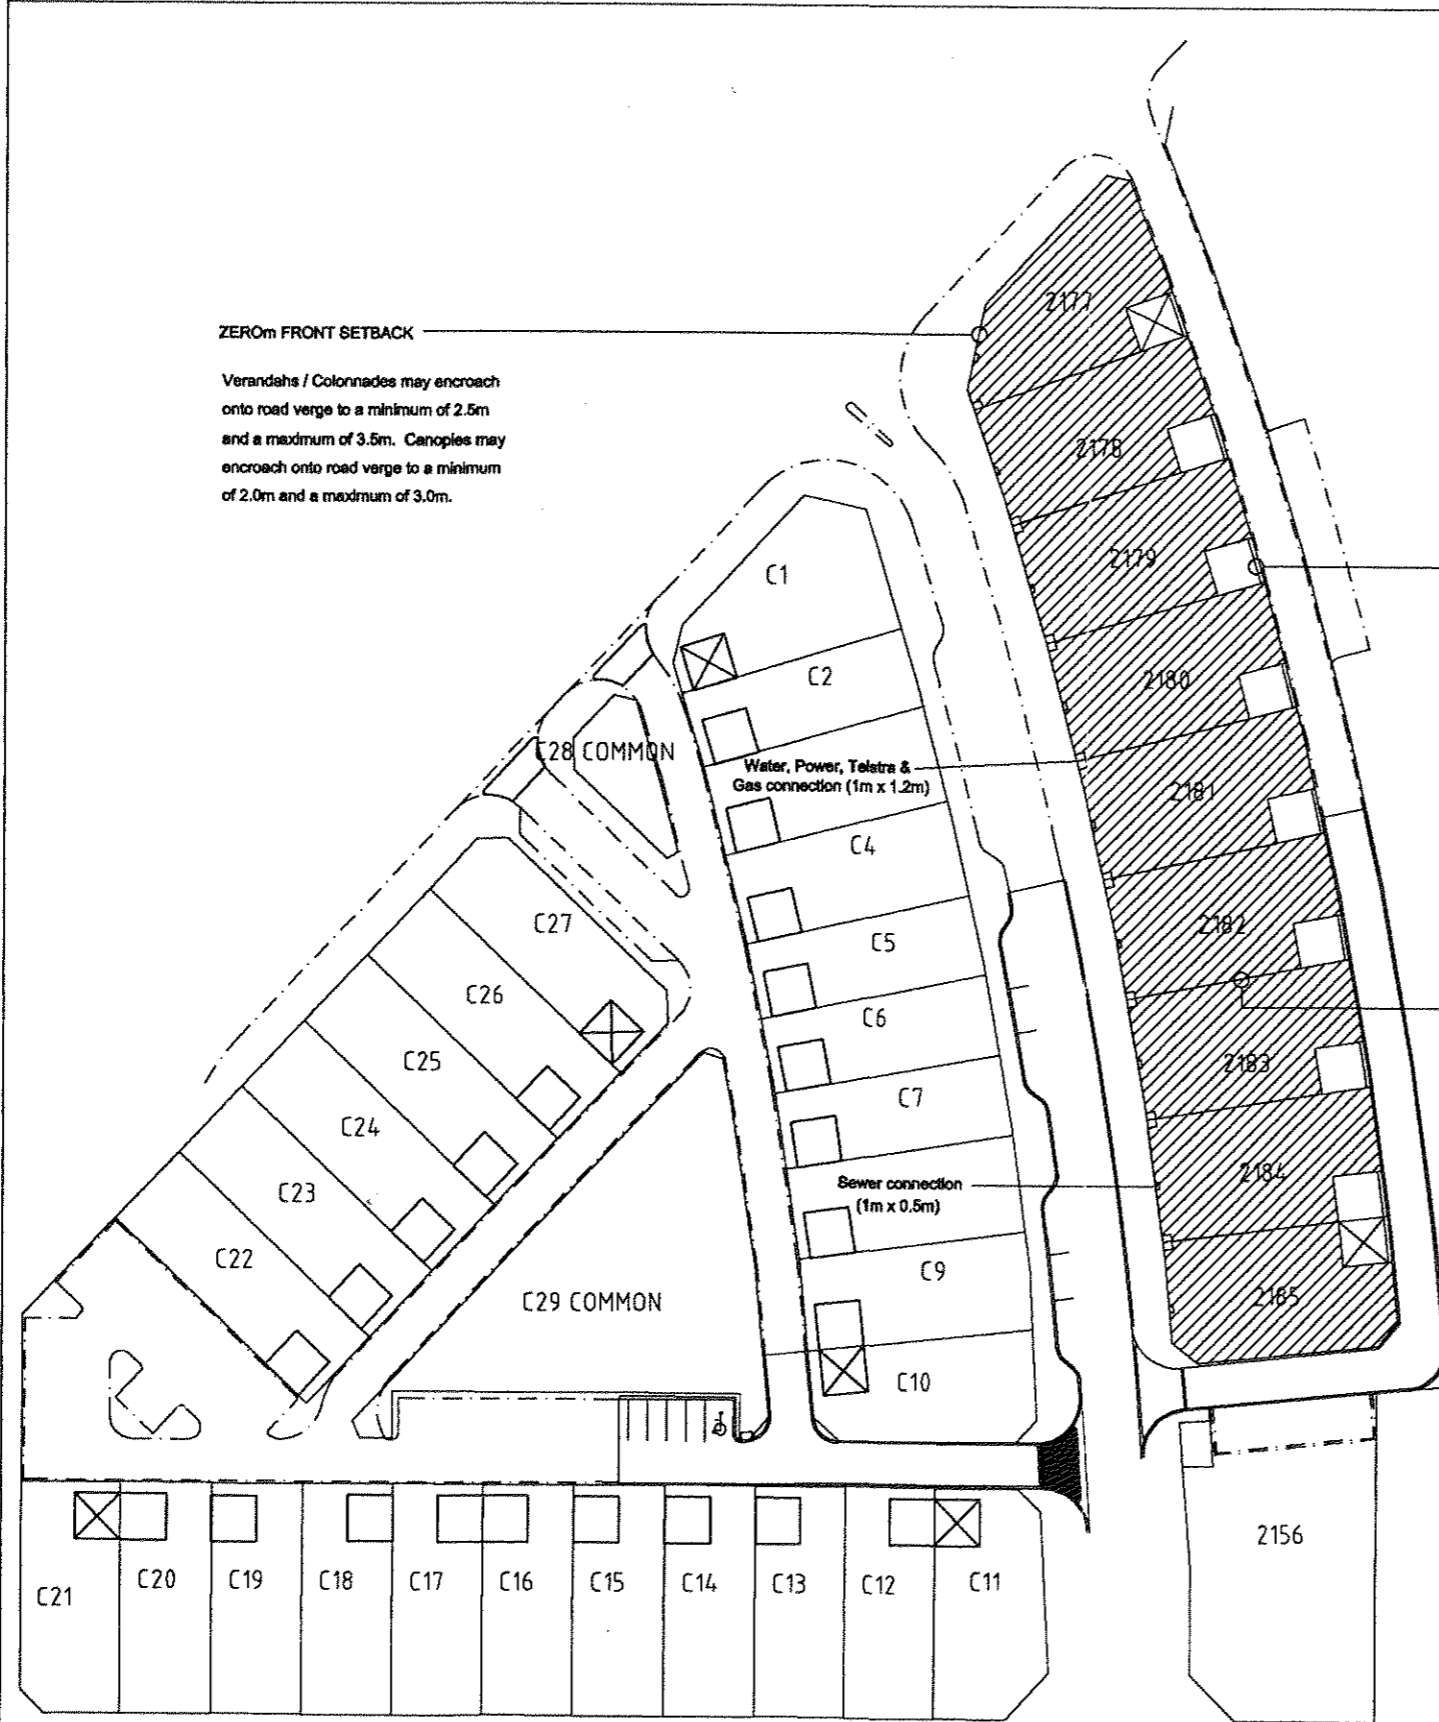 ZEROm FRONT SETBACK
Verandahs / Colonnades may encroach
onto road verge to a minimum of 2.5m
and a maximum of 3.5m. Canopies may
encroach onto road verge to a minimum
of 2.0m and a maximum of 3.0m.
2177
2178
2179
2180
2181
2182
2183
2184
2185
C1
C2
Water, Power, Telstra &
Gas connection (1m x 1.2m)
C4
C5
C6
C7
Sewer connection
(1m x 0.5m)
C9
C10
C28 COMMON
C27
C26
C25
C24
C23
C22
C29 COMMON
C21
C20
C19
C18
C17
C16
C15
C14
C13
C12
C11
2156